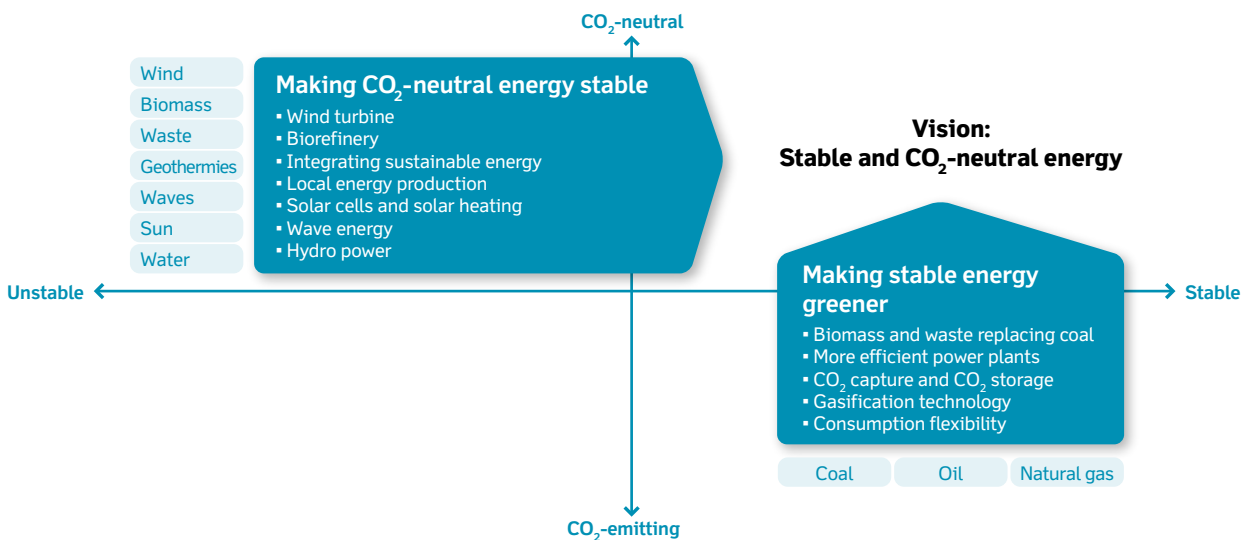 CO₂-neutral
Wind
Biomass
Waste
Geothermies
Waves
Sun
Water
Making CO₂-neutral energy stable
▪ Wind turbine
▪ Biorefinery
▪ Integrating sustainable energy
▪ Local energy production
▪ Solar cells and solar heating
▪ Wave energy
▪ Hydro power
Vision:
Stable and CO₂-neutral energy
Unstable
Stable
Making stable energy
greener
▪ Biomass and waste replacing coal
▪ More efficient power plants
▪ CO₂ capture and CO₂ storage
▪ Gasification technology
▪ Consumption flexibility
Coal
Oil
Natural gas
CO₂-emitting